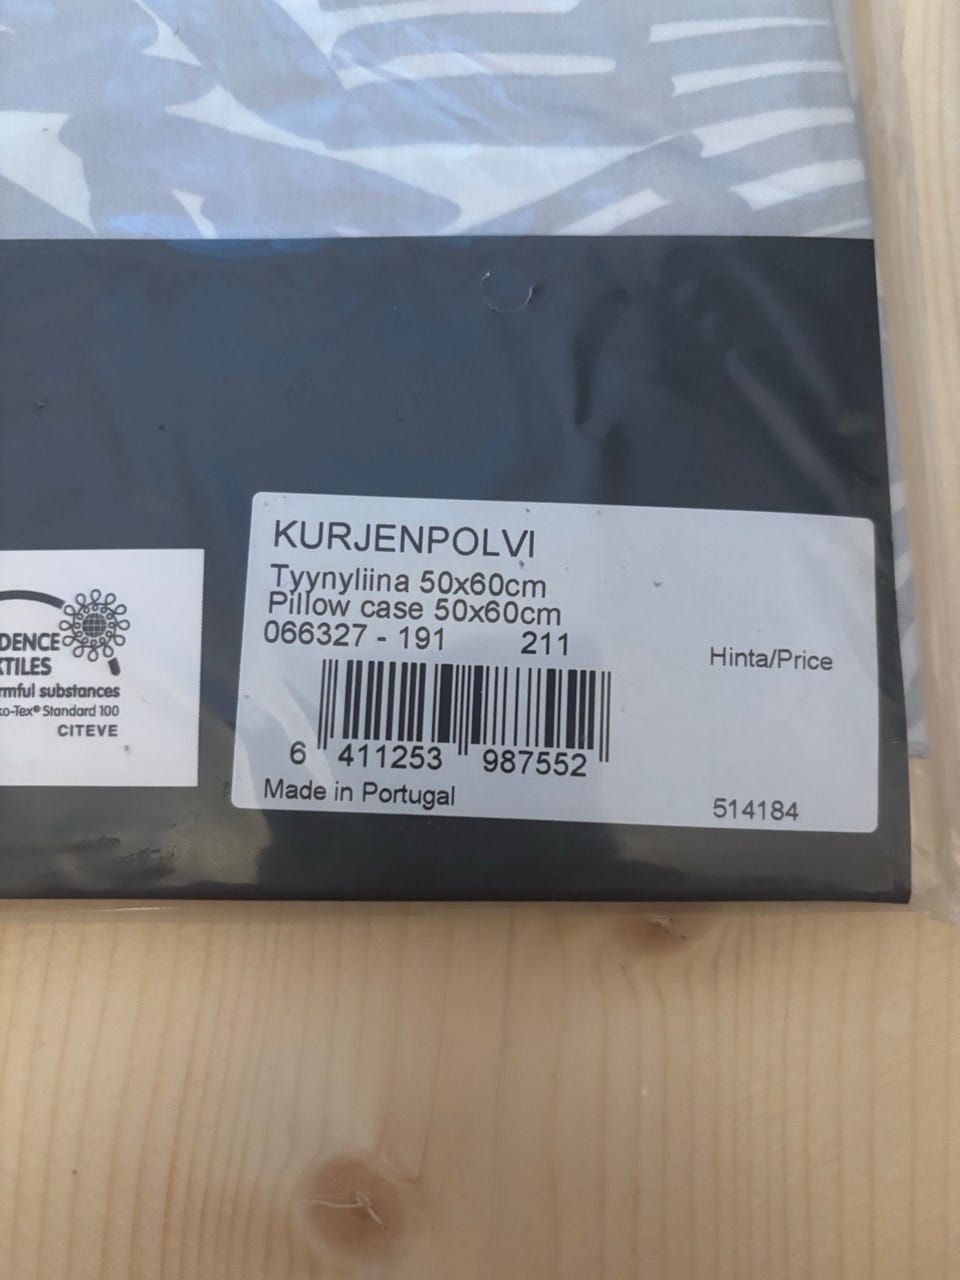 KURJENPOLVI
Tyynyliina 50x60cm
Pillow case 50x60cm
066327 - 191 211
Hinta/Price
6 411253 987552
Made in Portugal
514184
DENCE
TILES
rmful substances
o-Tex® Standard 100
CITEVE